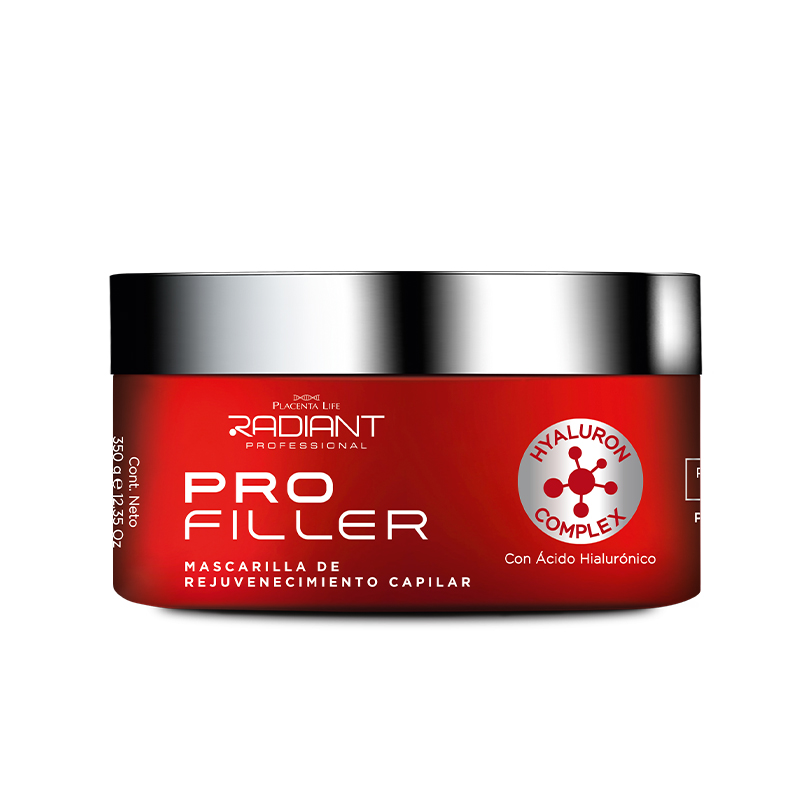 PLACENTA LIFE
RADIANT
PROFESSIONAL
PRO
FILLER
MASCARILLA DE
REJUVENECIMIENTO CAPILAR
HYALURON
COMPLEX
Con Ácido Hialurónico
Cont. Neto
350 g e 12.35 Oz